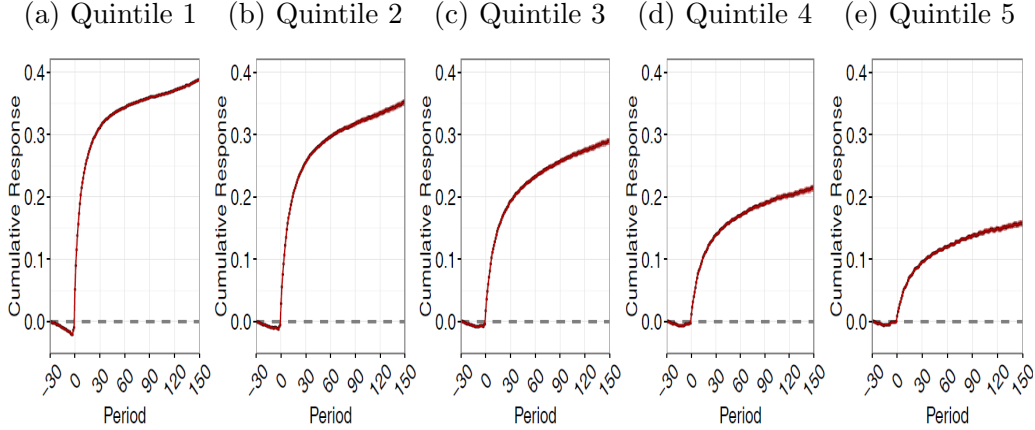 (a) Quintile 1
(b) Quintile 2
(c) Quintile 3
(d) Quintile 4
(e) Quintile 5
Cumulative Response
0.4
0.3
0.2
0.1
0.0
−30 0 30 60 90 120 150
Period
Cumulative Response
0.4
0.3
0.2
0.1
0.0
−30 0 30 60 90 120 150
Period
Cumulative Response
0.4
0.3
0.2
0.1
0.0
−30 0 30 60 90 120 150
Period
Cumulative Response
0.4
0.3
0.2
0.1
0.0
−30 0 30 60 90 120 150
Period
Cumulative Response
0.4
0.3
0.2
0.1
0.0
−30 0 30 60 90 120 150
Period